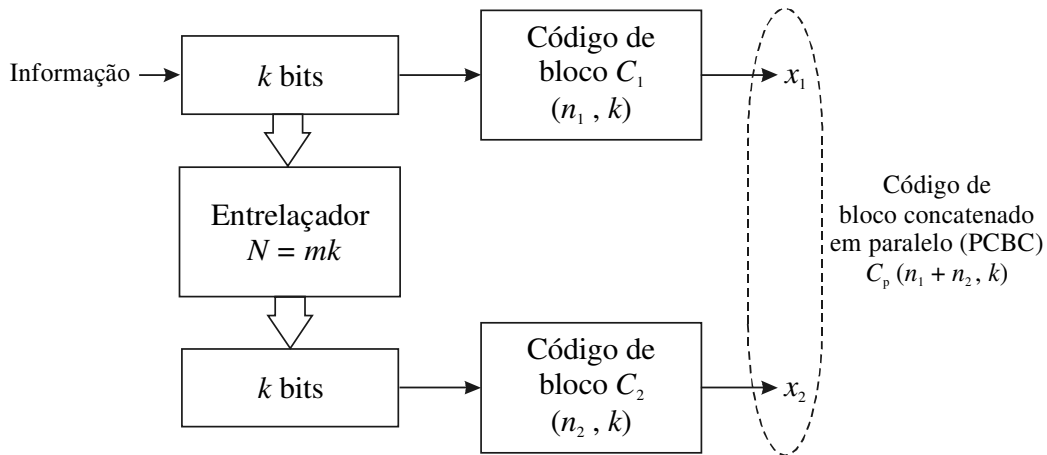 Informação
k bits
Código de
bloco C₁
(n₁ , k)
x₁
Entrelaçador
N = mk
Código de
bloco concatenado
em paralelo (PCBC)
Cₚ (n₁ + n₂ , k)
k bits
Código de
bloco C₂
(n₂ , k)
x₂